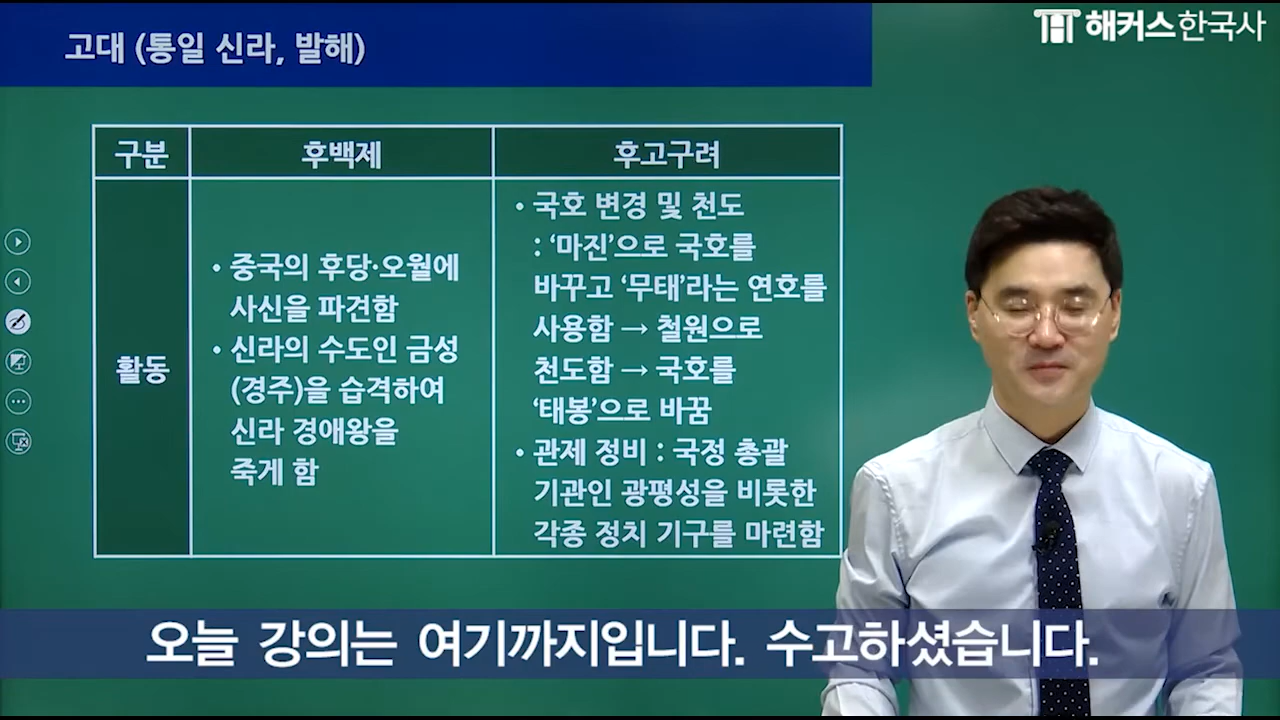 고대 (통일 신라, 발해)
해커스한국사
구분
후백제
후고구려
활동
• 중국의 후당·오월에
사신을 파견함
• 신라의 수도인 금성
(경주)을 습격하여
신라 경애왕을
죽게 함
• 국호 변경 및 천도
: ‘마진’으로 국호를
바꾸고 ‘무태’라는 연호를
사용함 → 철원으로
천도함 → 국호를
‘태봉’으로 바꿈
• 관제 정비 : 국정 총괄
기관인 광평성을 비롯한
각종 정치 기구를 마련함
오늘 강의는 여기까지입니다. 수고하셨습니다.